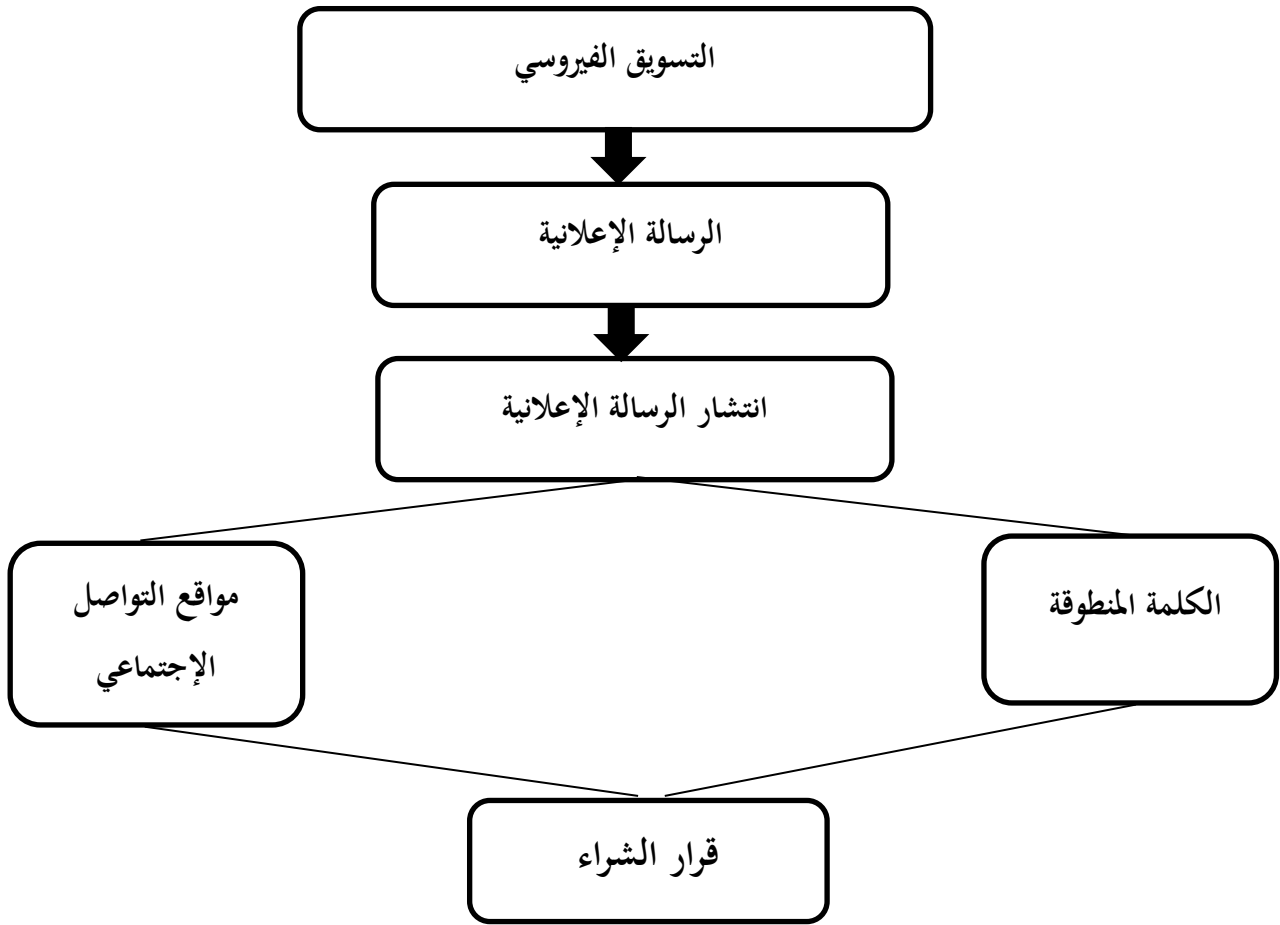 التسويق الفيروسي
الرسالة الإعلانية
انتشار الرسالة الإعلانية
الكلمة المنطوقة
مواقع التواصل
الإجتماعي
قرار الشراء